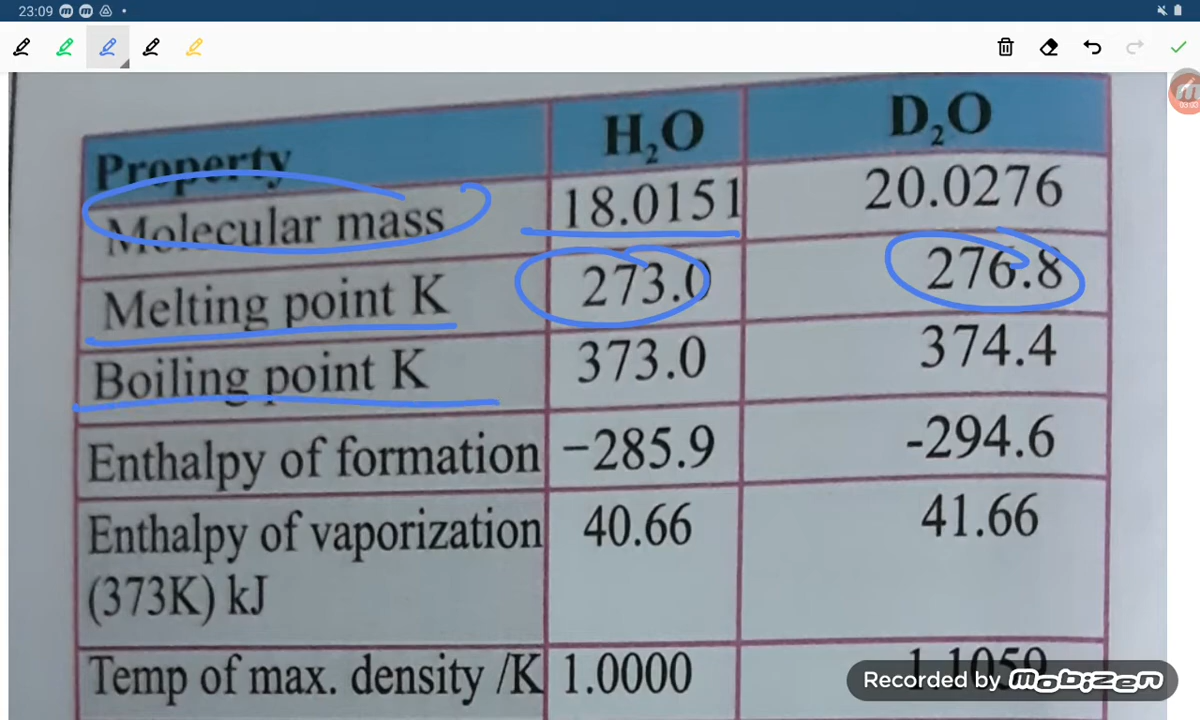 23:09
Property H₂O D₂O
Molecular mass 18.0151 20.0276
Melting point K 273.0 276.8
Boiling point K 373.0 374.4
Enthalpy of formation −285.9 -294.6
Enthalpy of vaporization 40.66 41.66
(373K) kJ
Temp of max. density /K 1.0000 1.1059
Recorded by mobizen